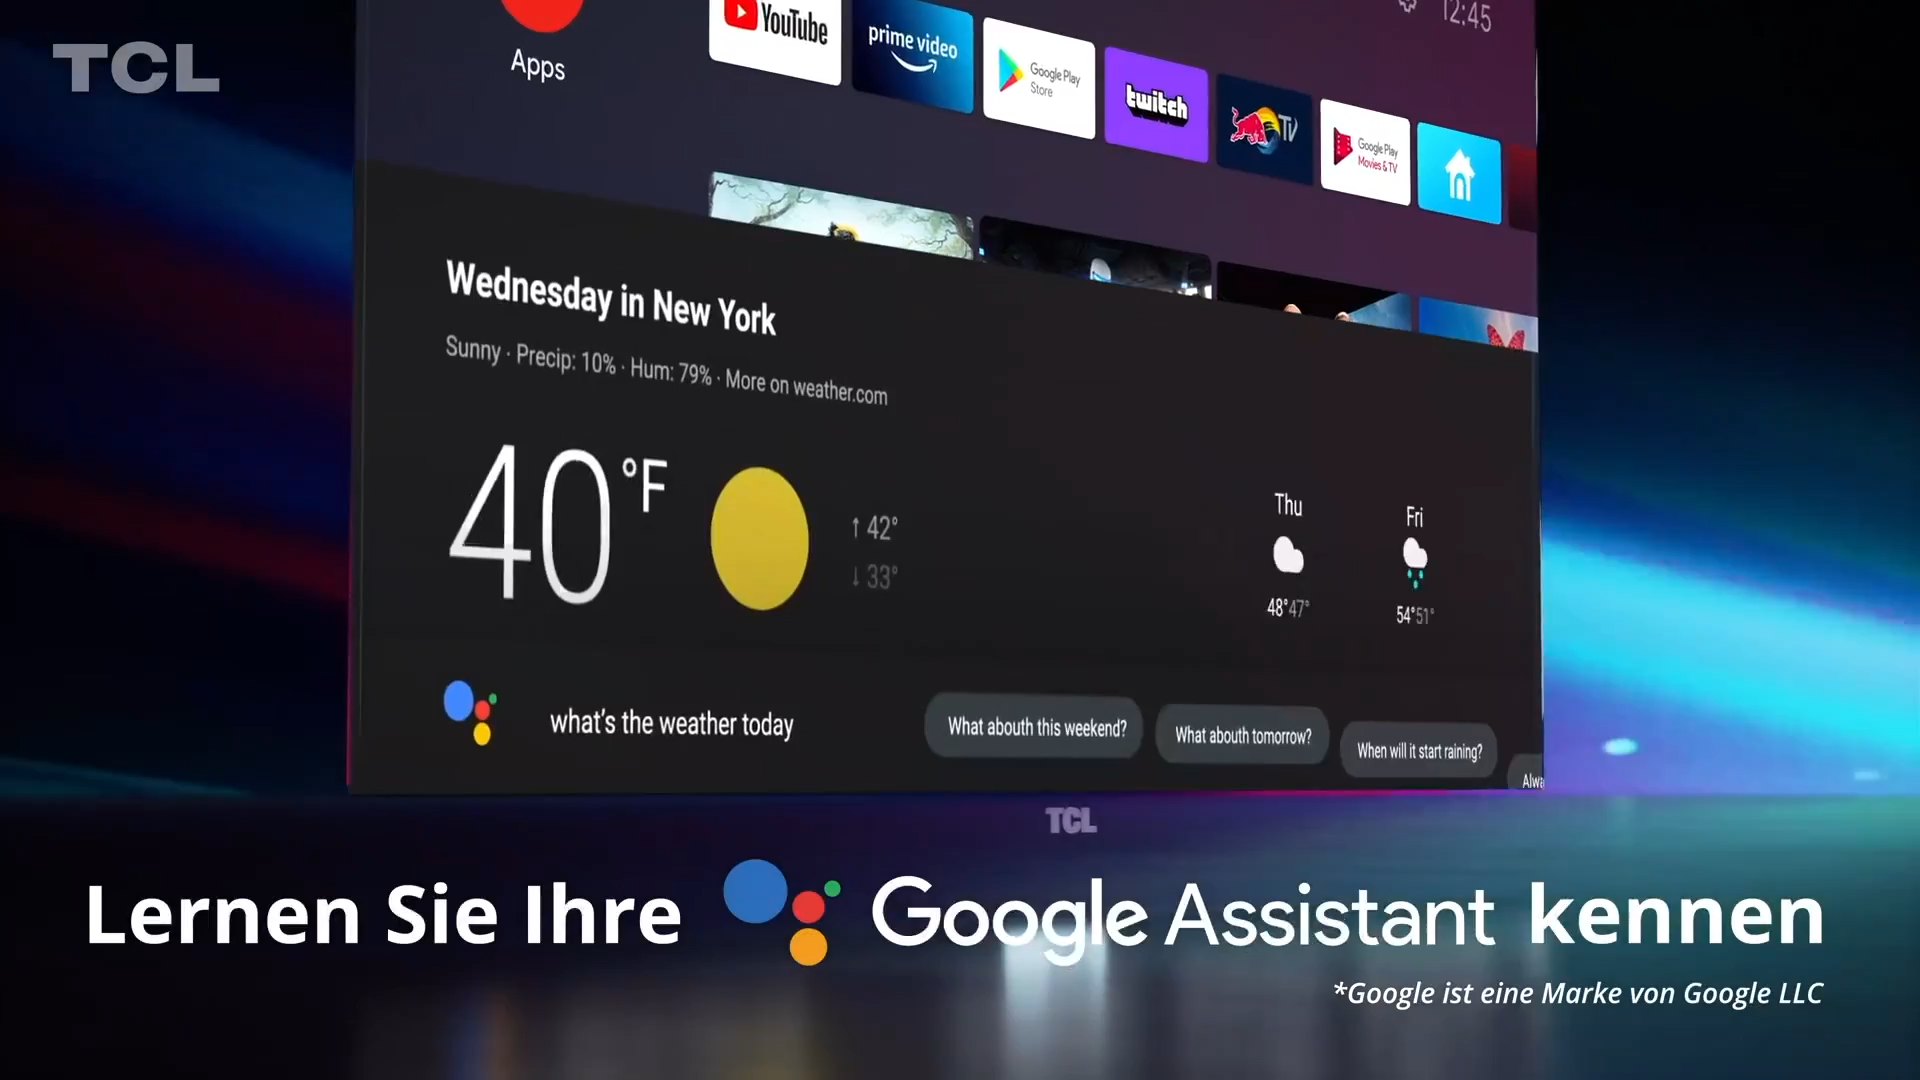 TCL
12:45
Apps
YouTube
prime video
Google Play
Store
twitch
TV
Google Play
Movies & TV
Wednesday in New York
Sunny · Precip: 10% · Hum: 79% · More on weather.com
40°F
↑ 42°
↓ 33°
Thu
48°47°
Fri
54°51°
what's the weather today
What abouth this weekend?
What abouth tomorrow?
When will it start raining?
TCL
Lernen Sie Ihre Google Assistant kennen
*Google ist eine Marke von Google LLC